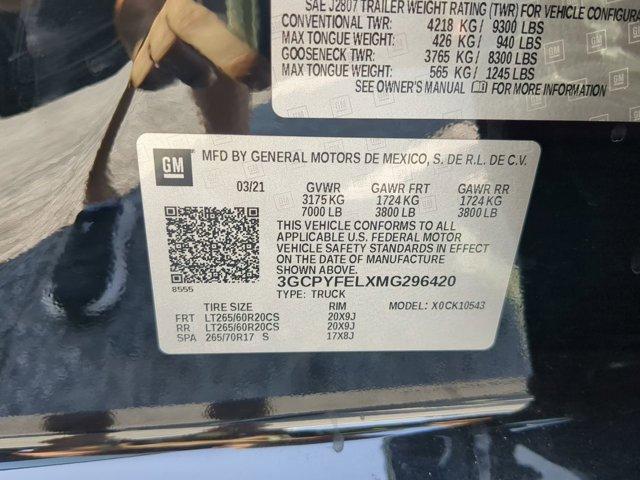 SAE J2807 TRAILER WEIGHT RATING (TWR) FOR VEHICLE
CONVENTIONAL TWR: 4218 KG / 9300 LBS
MAX TONGUE WEIGHT: 426 KG / 940 LBS
GOOSENECK TWR: 3765 KG / 8300 LBS
MAX TONGUE WEIGHT: 565 KG / 1245 LBS
SEE OWNER'S MANUAL FOR MORE INFORMATION
GM MFD BY GENERAL MOTORS DE MEXICO, S. DE R.L. DE C.V.
03/21 GVWR GAWR FRT GAWR RR
3175 KG 1724 KG 1724 KG
7000 LB 3800 LB 3800 LB
THIS VEHICLE CONFORMS TO ALL
APPLICABLE U.S. FEDERAL MOTOR
VEHICLE SAFETY STANDARDS IN EFFECT
ON THE DATE OF MANUFACTURE
SHOWN ABOVE.
8555 3GCPYFELXMG296420
TYPE: TRUCK
TIRE SIZE RIM MODEL: X0CK10543
FRT LT265/60R20CS 20X9J
RR LT265/60R20CS 20X9J
SPA 265/70R17 S 17X8J